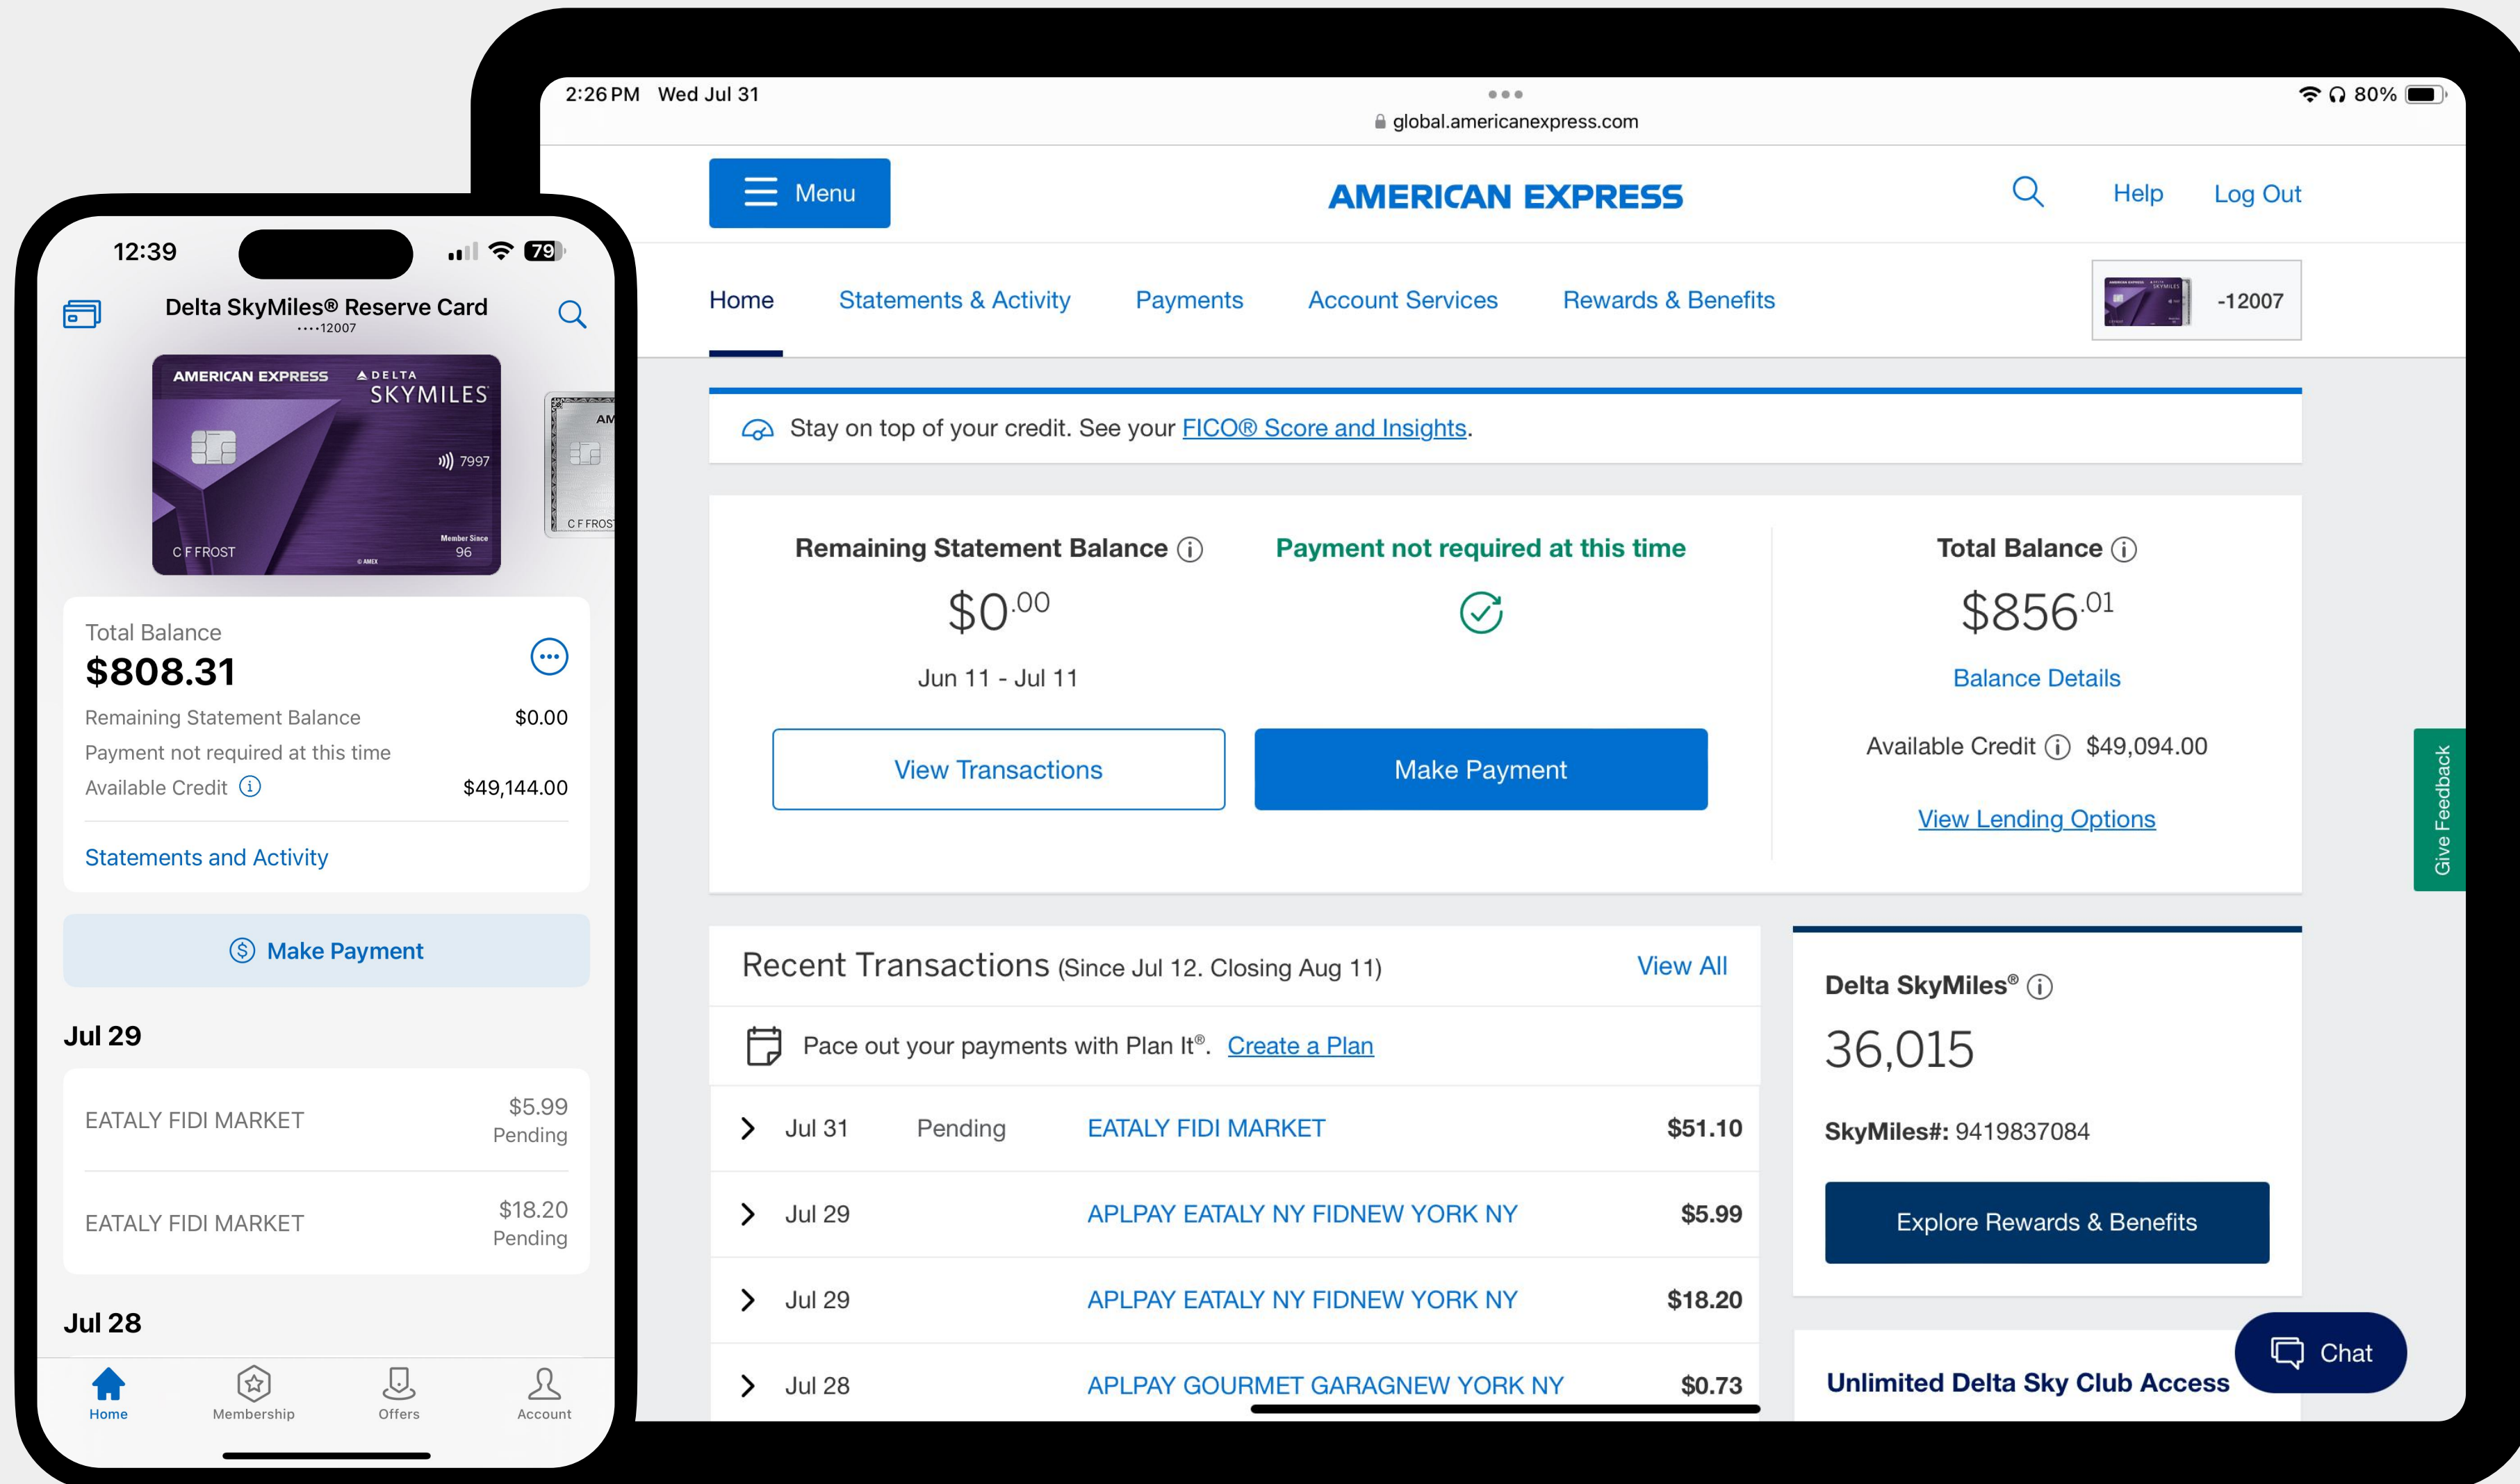 12:39
79
Delta SkyMiles® Reserve Card
····12007
AMERICAN EXPRESS
DELTA
SKYMILES
7997
Member Since
96
C F FROST
© AMEX
AM
C F FROS
Total Balance
$808.31
Remaining Statement Balance $0.00
Payment not required at this time
Available Credit $49,144.00
Statements and Activity
Make Payment
Jul 29
EATALY FIDI MARKET $5.99
Pending
EATALY FIDI MARKET $18.20
Pending
Jul 28
Home Membership Offers Account
2:26 PM Wed Jul 31
80%
global.americanexpress.com
Menu
AMERICAN EXPRESS
Help Log Out
Home Statements & Activity Payments Account Services Rewards & Benefits
-12007
Stay on top of your credit. See your FICO® Score and Insights.
Remaining Statement Balance
$0.00
Jun 11 - Jul 11
Payment not required at this time
View Transactions
Make Payment
Total Balance
$856.01
Balance Details
Available Credit $49,094.00
View Lending Options
Give Feedback
Recent Transactions (Since Jul 12. Closing Aug 11) View All
Pace out your payments with Plan It®. Create a Plan
Jul 31 Pending EATALY FIDI MARKET $51.10
Jul 29 APLPAY EATALY NY FIDNEW YORK NY $5.99
Jul 29 APLPAY EATALY NY FIDNEW YORK NY $18.20
Jul 28 APLPAY GOURMET GARAGNEW YORK NY $0.73
Delta SkyMiles®
36,015
SkyMiles#: 9419837084
Explore Rewards & Benefits
Unlimited Delta Sky Club Access
Chat